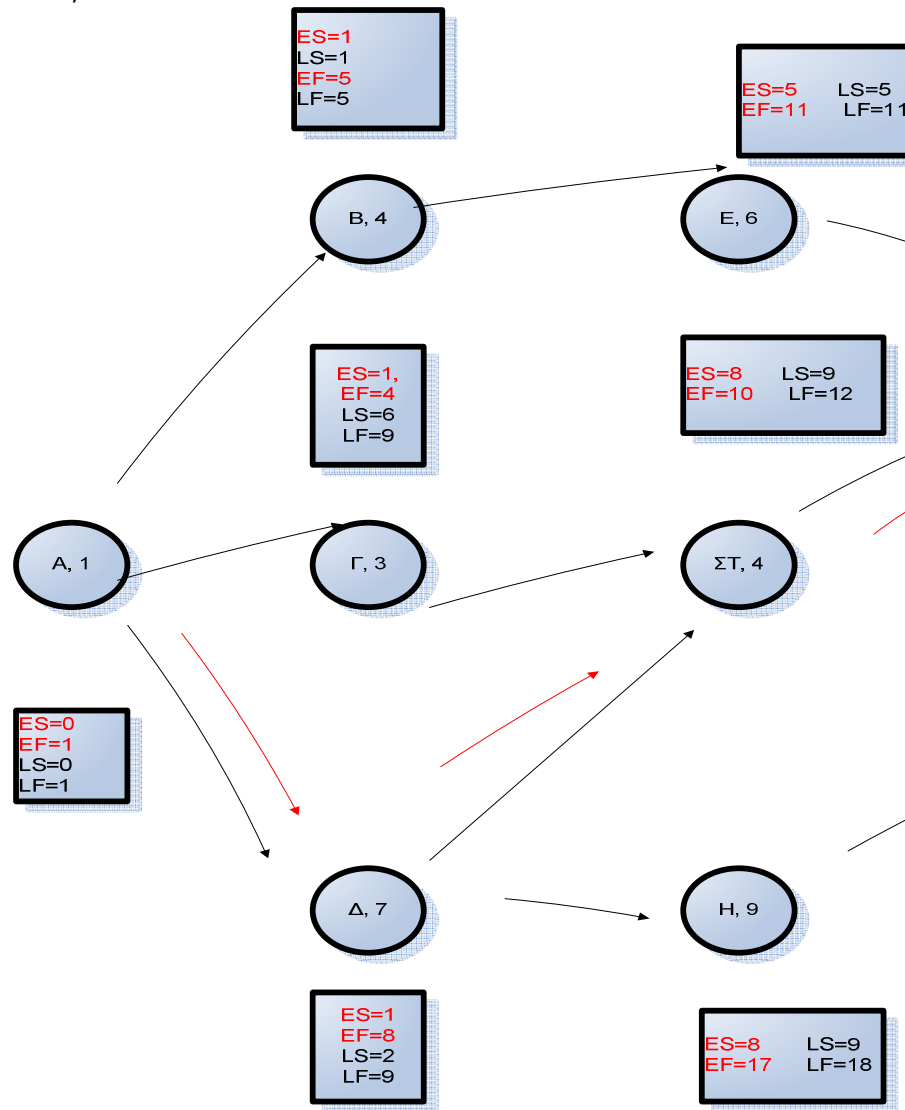 ES=1
LS=1
EF=5
LF=5
ES=5 LS=5
EF=11 LF=11
Β, 4
Ε, 6
ES=1,
EF=4
LS=6
LF=9
ES=8 LS=9
EF=10 LF=12
Α, 1
Γ, 3
ΣΤ, 4
ES=0
EF=1
LS=0
LF=1
Δ, 7
Η, 9
ES=1
EF=8
LS=2
LF=9
ES=8 LS=9
EF=17 LF=18